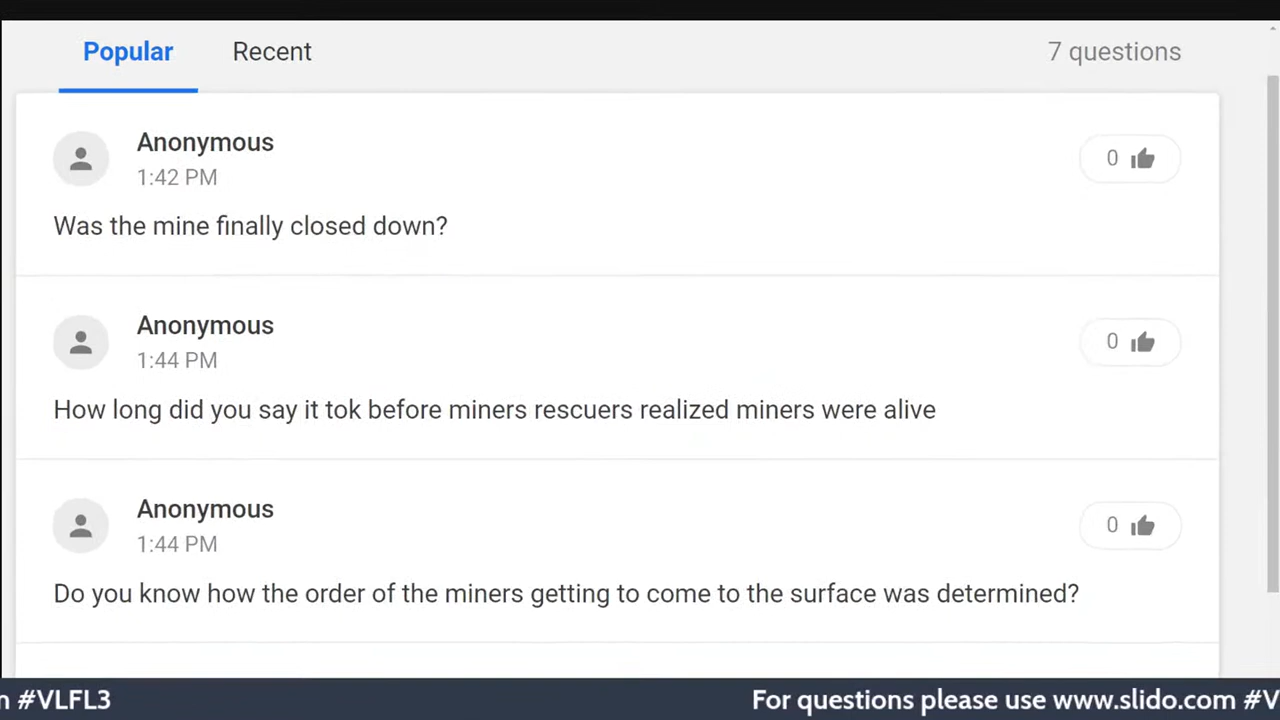 Popular Recent 7 questions
Anonymous 0
1:42 PM
Was the mine finally closed down?
Anonymous 0
1:44 PM
How long did you say it tok before miners rescuers realized miners were alive
Anonymous 0
1:44 PM
Do you know how the order of the miners getting to come to the surface was determined?
#VLFL3 For questions please use www.slido.com